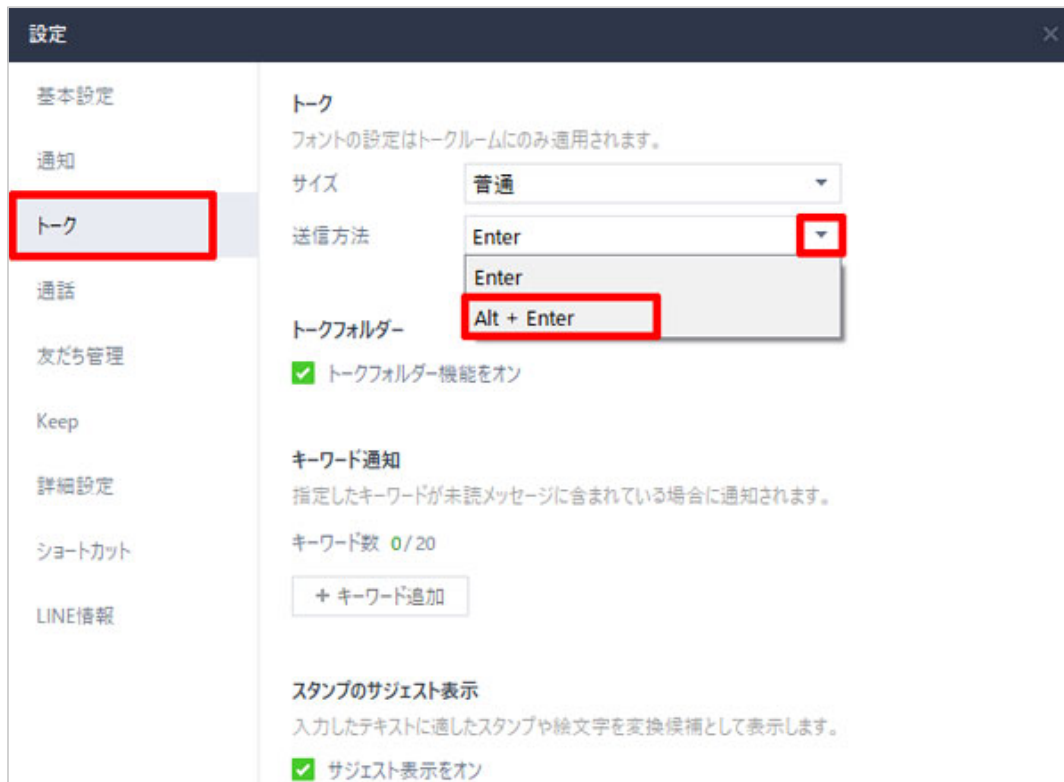 設定
基本設定
通知
トーク
通話
友だち管理
Keep
詳細設定
ショートカット
LINE情報
トーク
フォントの設定はトークルームにのみ適用されます。
サイズ 普通
送信方法 Enter
Enter
Alt + Enter
トークフォルダー
トークフォルダー機能をオン
キーワード通知
指定したキーワードが未読メッセージに含まれている場合に通知されます。
キーワード数 0/20
+ キーワード追加
スタンプのサジェスト表示
入力したテキストに適したスタンプや絵文字を変換候補として表示します。
サジェスト表示をオン